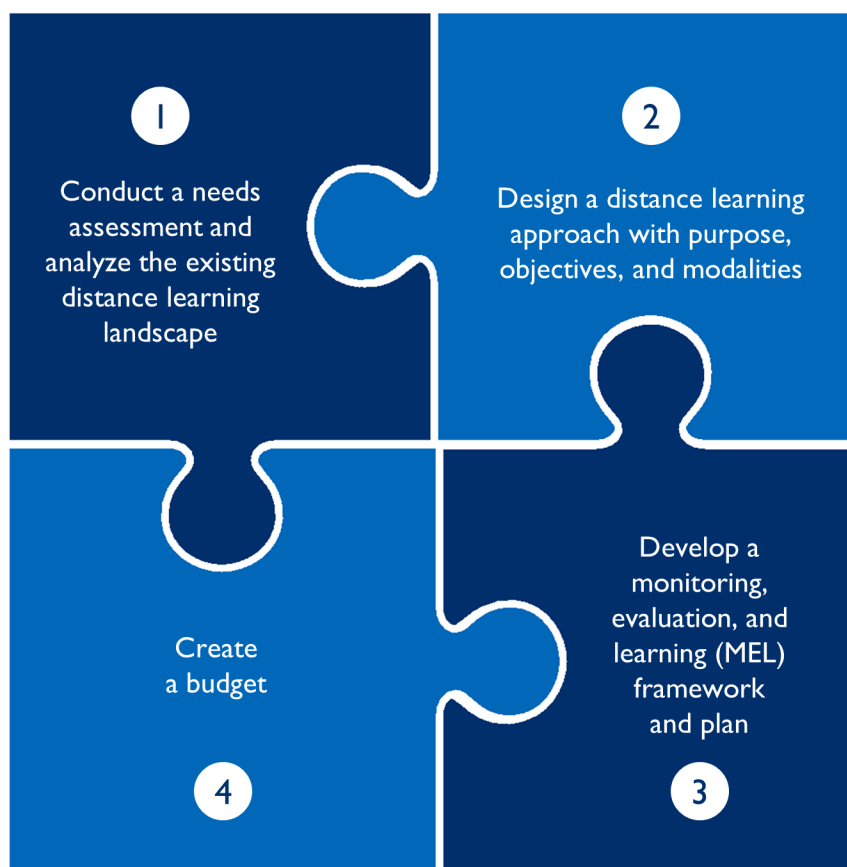 1
Conduct a needs
assessment and
analyze the existing
distance learning
landscape
2
Design a distance learning
approach with purpose,
objectives, and modalities
Develop a
monitoring,
evaluation, and
learning (MEL)
framework
and plan
3
Create
a budget
4